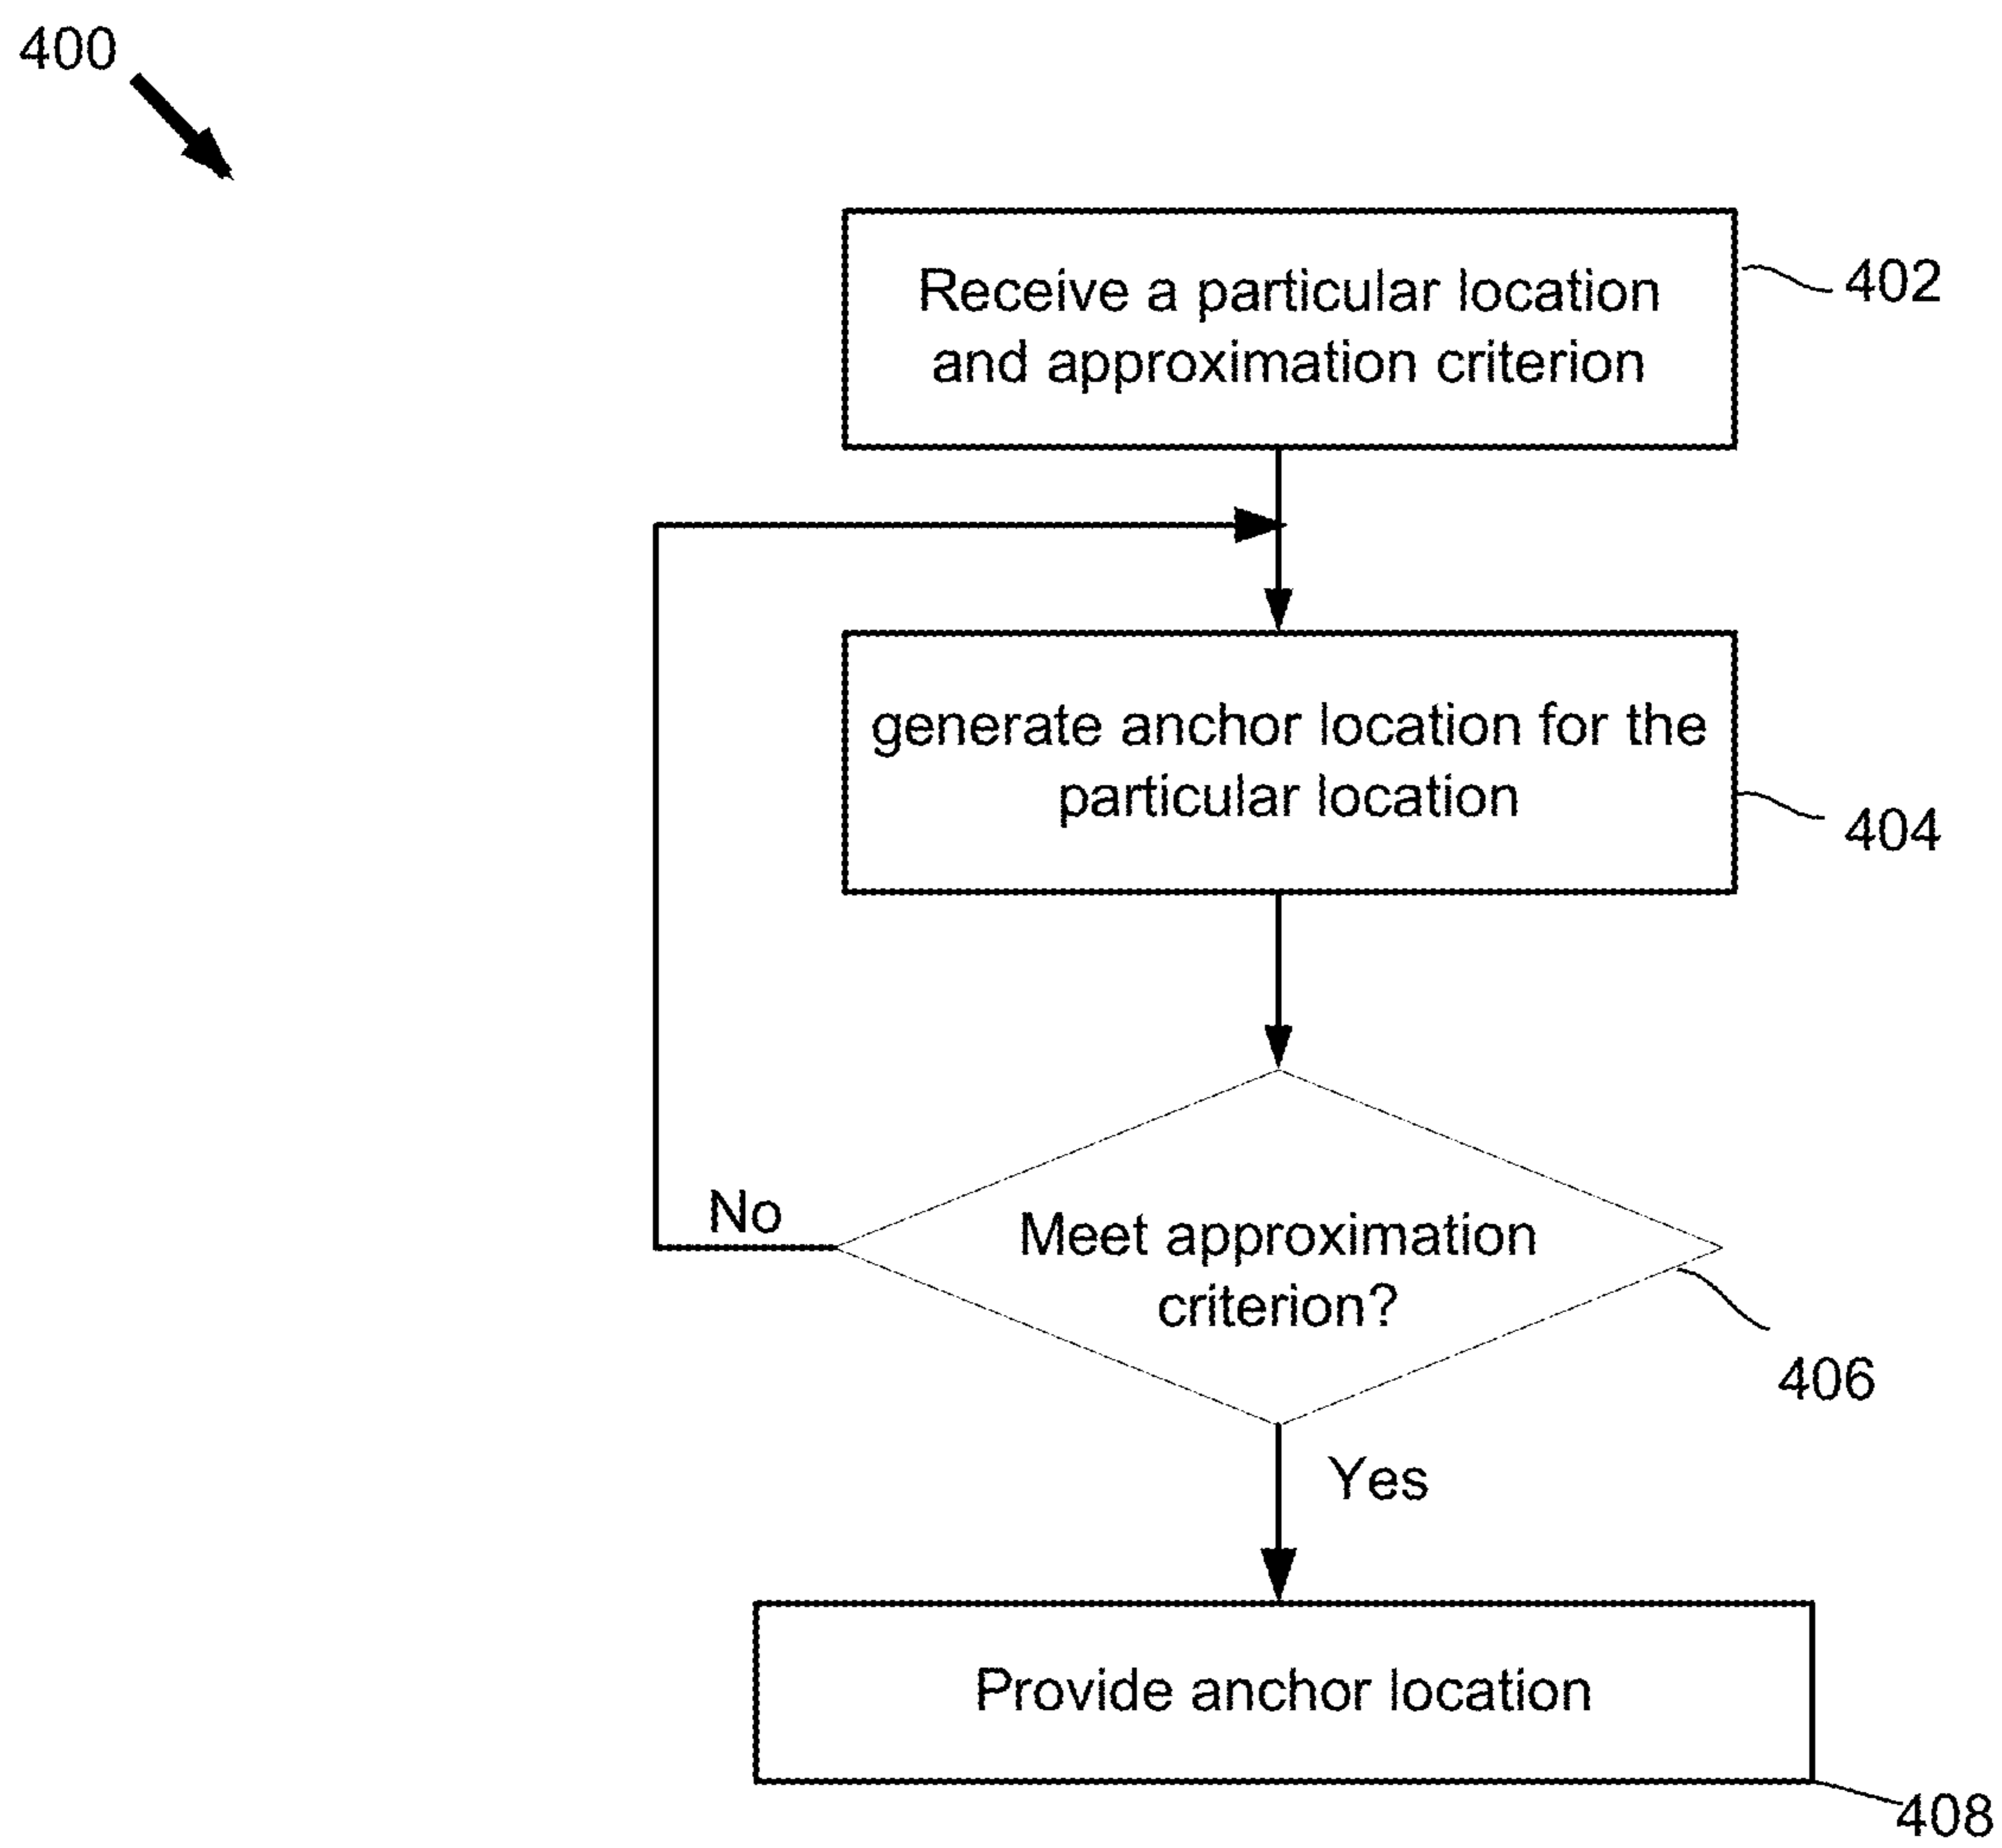 400
Receive a particular location
and approximation criterion
402
generate anchor location for the
particular location
404
No
Meet approximation
criterion?
406
Yes
Provide anchor location
408